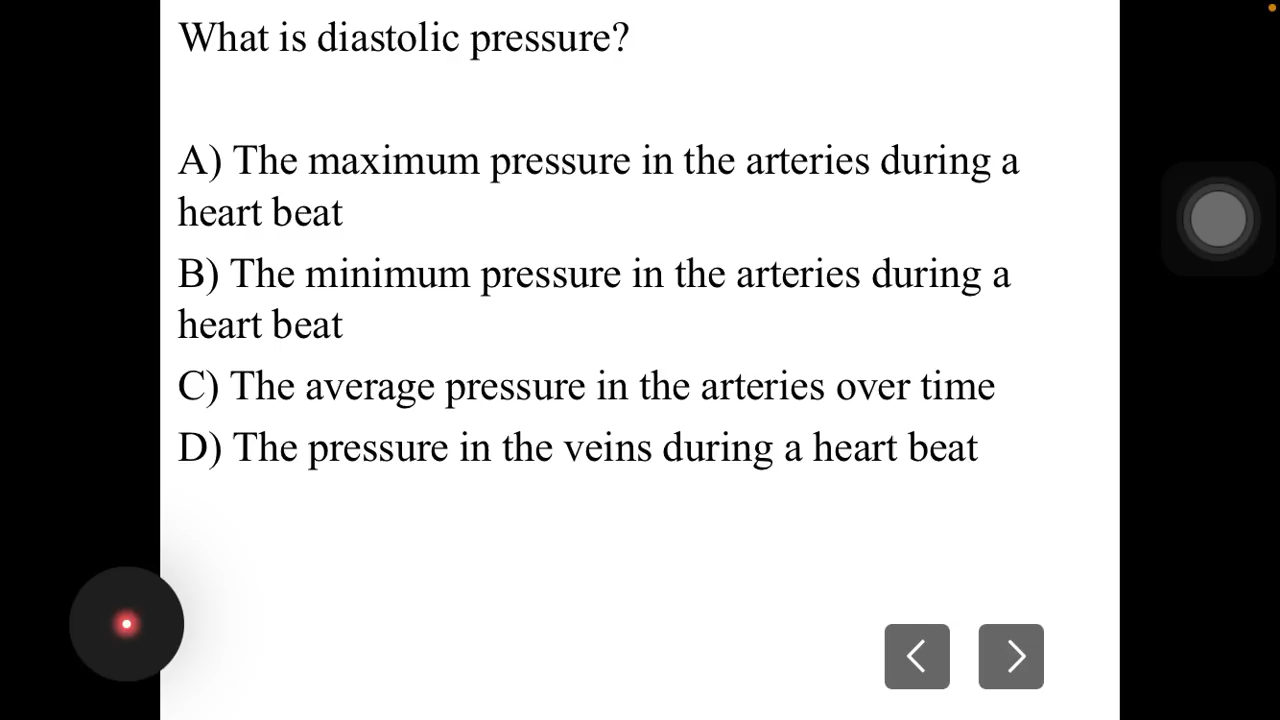 What is diastolic pressure?
A) The maximum pressure in the arteries during a
heart beat
B) The minimum pressure in the arteries during a
heart beat
C) The average pressure in the arteries over time
D) The pressure in the veins during a heart beat